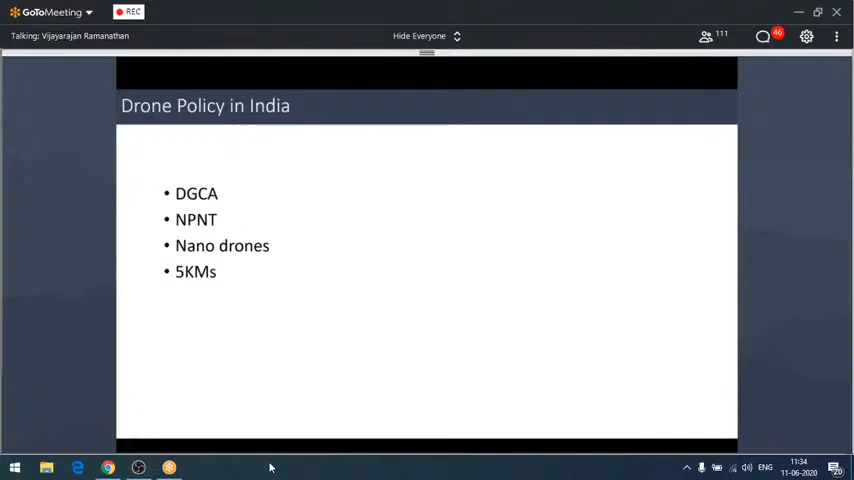 GoToMeeting
REC
Talking: Vijayarajan Ramanathan
Hide Everyone
111
46
Drone Policy in India
• DGCA
• NPNT
• Nano drones
• 5KMs
ENG
11:34
11-06-2020
20